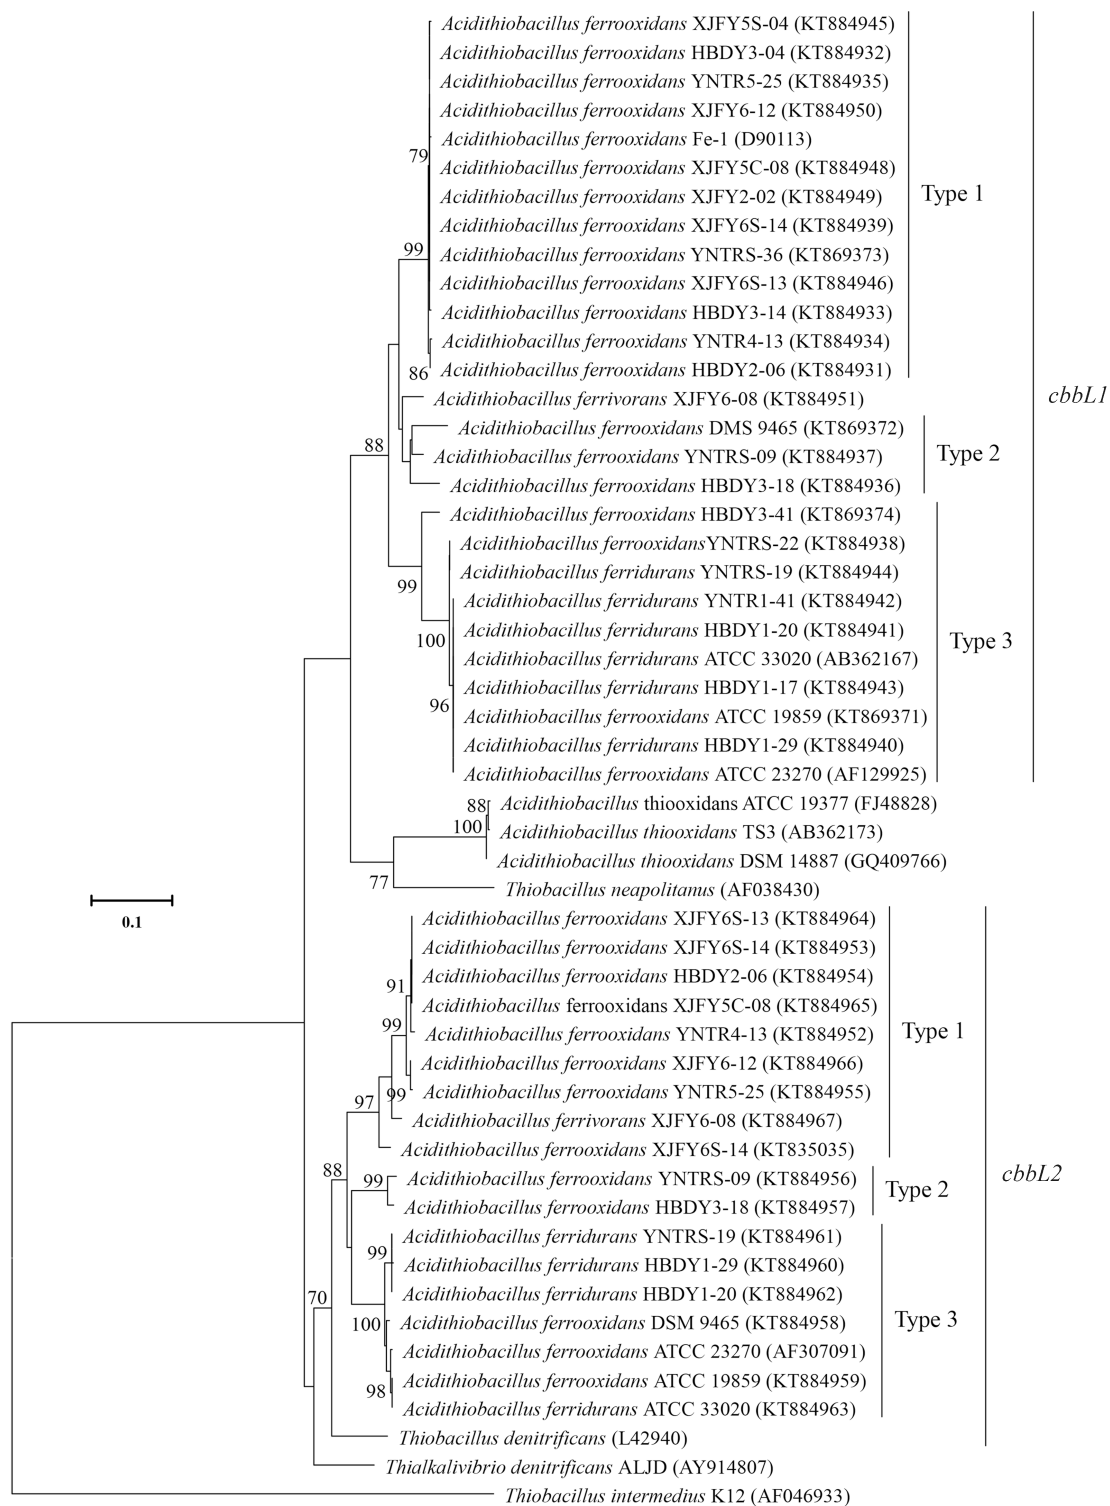 Acidithiobacillus ferrooxidans XJFY5S-04 (KT884945)
Acidithiobacillus ferrooxidans HBDY3-04 (KT884932)
Acidithiobacillus ferrooxidans YNTR5-25 (KT884935)
Acidithiobacillus ferrooxidans XJFY6-12 (KT884950)
Acidithiobacillus ferrooxidans Fe-1 (D90113)
79
Acidithiobacillus ferrooxidans XJFY5C-08 (KT884948)
Acidithiobacillus ferrooxidans XJFY2-02 (KT884949)
Type 1
Acidithiobacillus ferrooxidans XJFY6S-14 (KT884939)
99
Acidithiobacillus ferrooxidans YNTRS-36 (KT869373)
Acidithiobacillus ferrooxidans XJFY6S-13 (KT884946)
Acidithiobacillus ferrooxidans HBDY3-14 (KT884933)
Acidithiobacillus ferrooxidans YNTR4-13 (KT884934)
86
Acidithiobacillus ferrooxidans HBDY2-06 (KT884931)
Acidithiobacillus ferrivorans XJFY6-08 (KT884951)
cbbL1
Acidithiobacillus ferrooxidans DMS 9465 (KT869372)
88
Acidithiobacillus ferrooxidans YNTRS-09 (KT884937)
Type 2
Acidithiobacillus ferrooxidans HBDY3-18 (KT884936)
Acidithiobacillus ferrooxidans HBDY3-41 (KT869374)
Acidithiobacillus ferrooxidansYNTRS-22 (KT884938)
Acidithiobacillus ferridurans YNTRS-19 (KT884944)
99
Acidithiobacillus ferridurans YNTR1-41 (KT884942)
Acidithiobacillus ferridurans HBDY1-20 (KT884941)
100
Type 3
Acidithiobacillus ferridurans ATCC 33020 (AB362167)
Acidithiobacillus ferridurans HBDY1-17 (KT884943)
96
Acidithiobacillus ferrooxidans ATCC 19859 (KT869371)
Acidithiobacillus ferridurans HBDY1-29 (KT884940)
Acidithiobacillus ferrooxidans ATCC 23270 (AF129925)
88
Acidithiobacillus thiooxidans ATCC 19377 (FJ48828)
100
Acidithiobacillus thiooxidans TS3 (AB362173)
Acidithiobacillus thiooxidans DSM 14887 (GQ409766)
77
Thiobacillus neapolitanus (AF038430)
0.1
Acidithiobacillus ferrooxidans XJFY6S-13 (KT884964)
Acidithiobacillus ferrooxidans XJFY6S-14 (KT884953)
Acidithiobacillus ferrooxidans HBDY2-06 (KT884954)
91
Acidithiobacillus ferrooxidans XJFY5C-08 (KT884965)
99
Acidithiobacillus ferrooxidans YNTR4-13 (KT884952)
Type 1
Acidithiobacillus ferrooxidans XJFY6-12 (KT884966)
99
Acidithiobacillus ferrooxidans YNTR5-25 (KT884955)
97
Acidithiobacillus ferrivorans XJFY6-08 (KT884967)
Acidithiobacillus ferrooxidans XJFY6S-14 (KT835035)
88
cbbL2
99
Acidithiobacillus ferrooxidans YNTRS-09 (KT884956)
Type 2
Acidithiobacillus ferrooxidans HBDY3-18 (KT884957)
Acidithiobacillus ferridurans YNTRS-19 (KT884961)
99
Acidithiobacillus ferridurans HBDY1-29 (KT884960)
70
Acidithiobacillus ferridurans HBDY1-20 (KT884962)
100
Acidithiobacillus ferrooxidans DSM 9465 (KT884958)
Type 3
Acidithiobacillus ferrooxidans ATCC 23270 (AF307091)
98
Acidithiobacillus ferrooxidans ATCC 19859 (KT884959)
Acidithiobacillus ferridurans ATCC 33020 (KT884963)
Thiobacillus denitrificans (L42940)
Thialkalivibrio denitrificans ALJD (AY914807)
Thiobacillus intermedius K12 (AF046933)